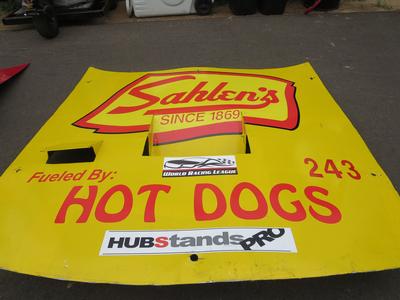 Sahlen's
SINCE 1869
WORLD RACING LEAGUE
243
Fueled By:
HOT DOGS
HUBStandsPRO